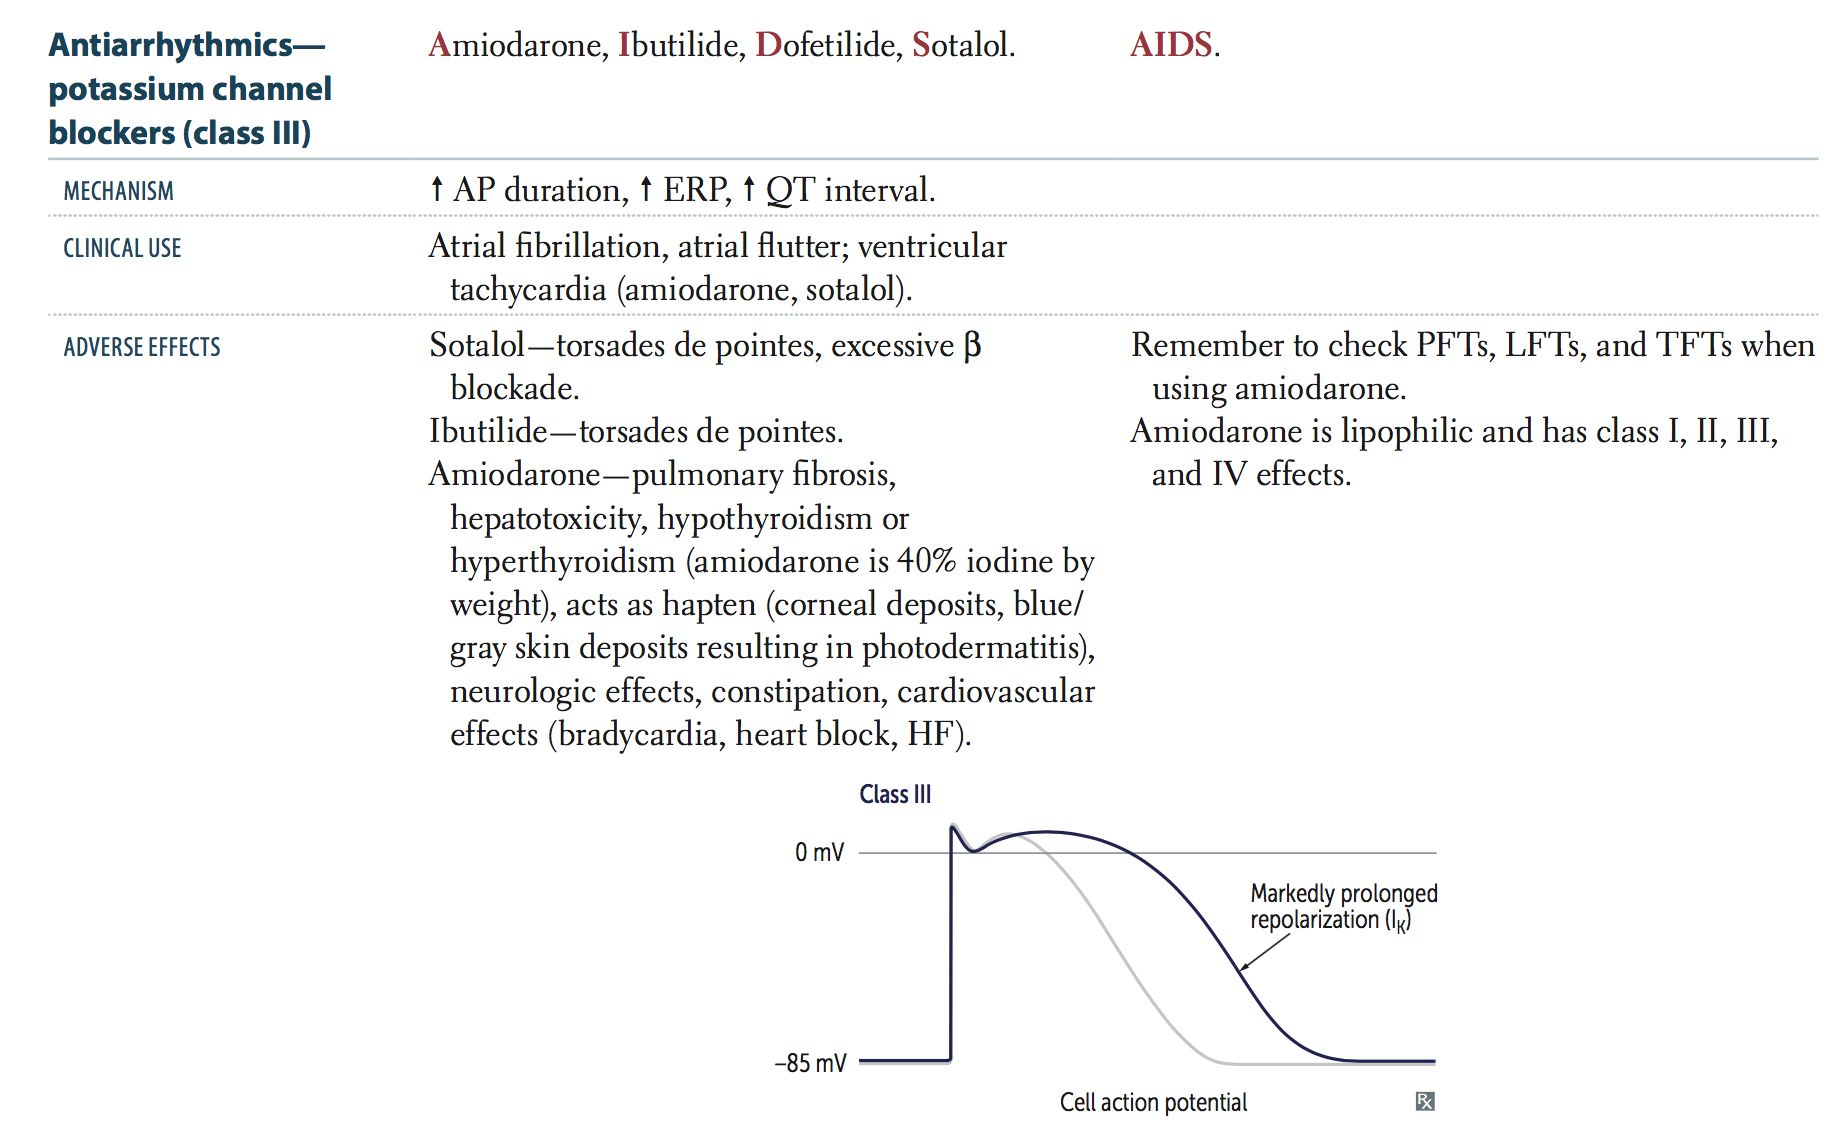 Antiarrhythmics—
potassium channel
blockers (class III)
Amiodarone, Ibutilide, Dofetilide, Sotalol.
AIDS.
MECHANISM
↑ AP duration, ↑ ERP, ↑ QT interval.
CLINICAL USE
Atrial fibrillation, atrial flutter; ventricular
tachycardia (amiodarone, sotalol).
ADVERSE EFFECTS
Sotalol—torsades de pointes, excessive β
blockade.
Ibutilide—torsades de pointes.
Amiodarone—pulmonary fibrosis,
hepatotoxicity, hypothyroidism or
hyperthyroidism (amiodarone is 40% iodine by
weight), acts as hapten (corneal deposits, blue/
gray skin deposits resulting in photodermatitis),
neurologic effects, constipation, cardiovascular
effects (bradycardia, heart block, HF).
Remember to check PFTs, LFTs, and TFTs when
using amiodarone.
Amiodarone is lipophilic and has class I, II, III,
and IV effects.
Class III
0 mV
Markedly prolonged
repolarization (IK)
–85 mV
Cell action potential
Rx